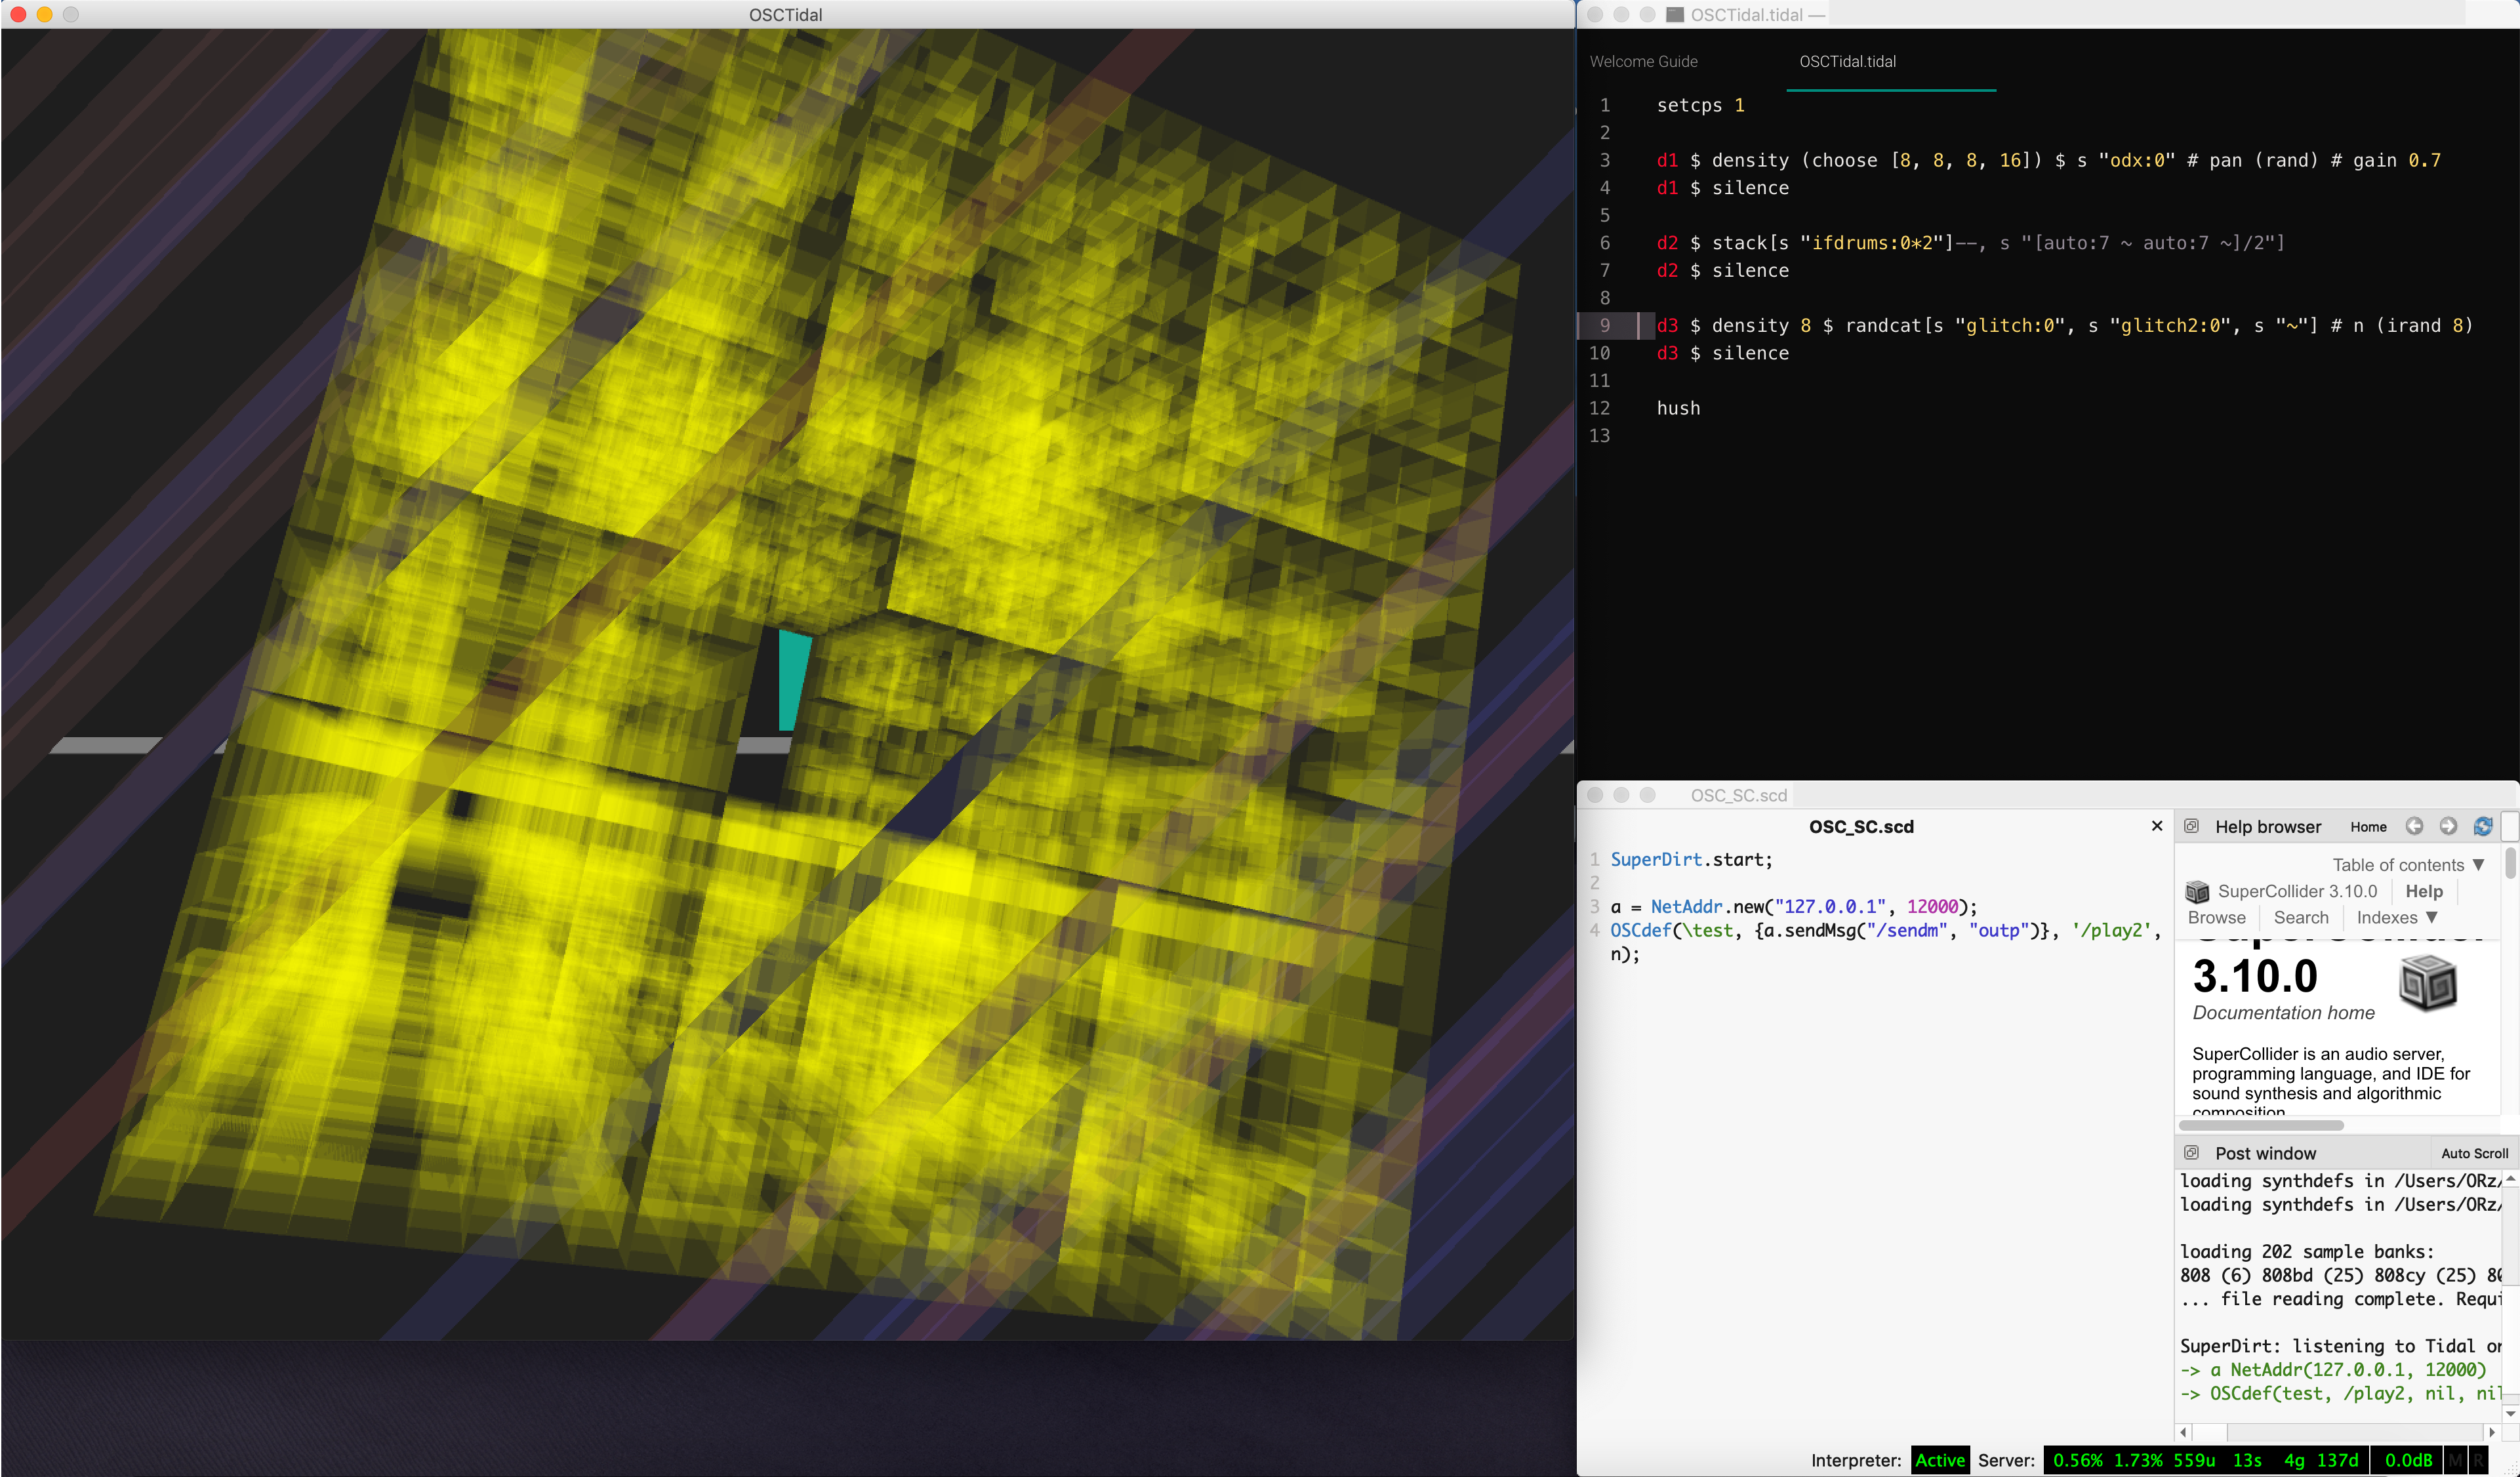 OSCTidal
OSCTidal.tidal —
Welcome Guide
OSCTidal.tidal
1 setcps 1
2
3 d1 $ density (choose [8, 8, 8, 16]) $ s "odx:0" # pan (rand) # gain 0.7
4 d1 $ silence
5
6 d2 $ stack[s "ifdrums:0*2"]--, s "[auto:7 ~ auto:7 ~]/2"]
7 d2 $ silence
8
9 d3 $ density 8 $ randcat[s "glitch:0", s "glitch2:0", s "~"] # n (irand 8)
10 d3 $ silence
11
12 hush
13
OSC_SC.scd
OSC_SC.scd ×
1 SuperDirt.start;
2
3 a = NetAddr.new("127.0.0.1", 12000);
4 OSCdef(\test, {a.sendMsg("/sendm", "outp")}, '/play2',
n);
Help browser Home
Table of contents ▼
SuperCollider 3.10.0 Help
Browse Search Indexes ▼
SuperCollider
3.10.0
Documentation home
SuperCollider is an audio server,
programming language, and IDE for
sound synthesis and algorithmic
composition
Post window Auto Scroll
loading synthdefs in /Users/ORz/
loading synthdefs in /Users/ORz/
loading 202 sample banks:
808 (6) 808bd (25) 808cy (25) 80
... file reading complete. Requi
SuperDirt: listening to Tidal on
-> a NetAddr(127.0.0.1, 12000)
-> OSCdef(test, /play2, nil, nil
Interpreter: Active Server: 0.56% 1.73% 559u 13s 4g 137d 0.0dB M R